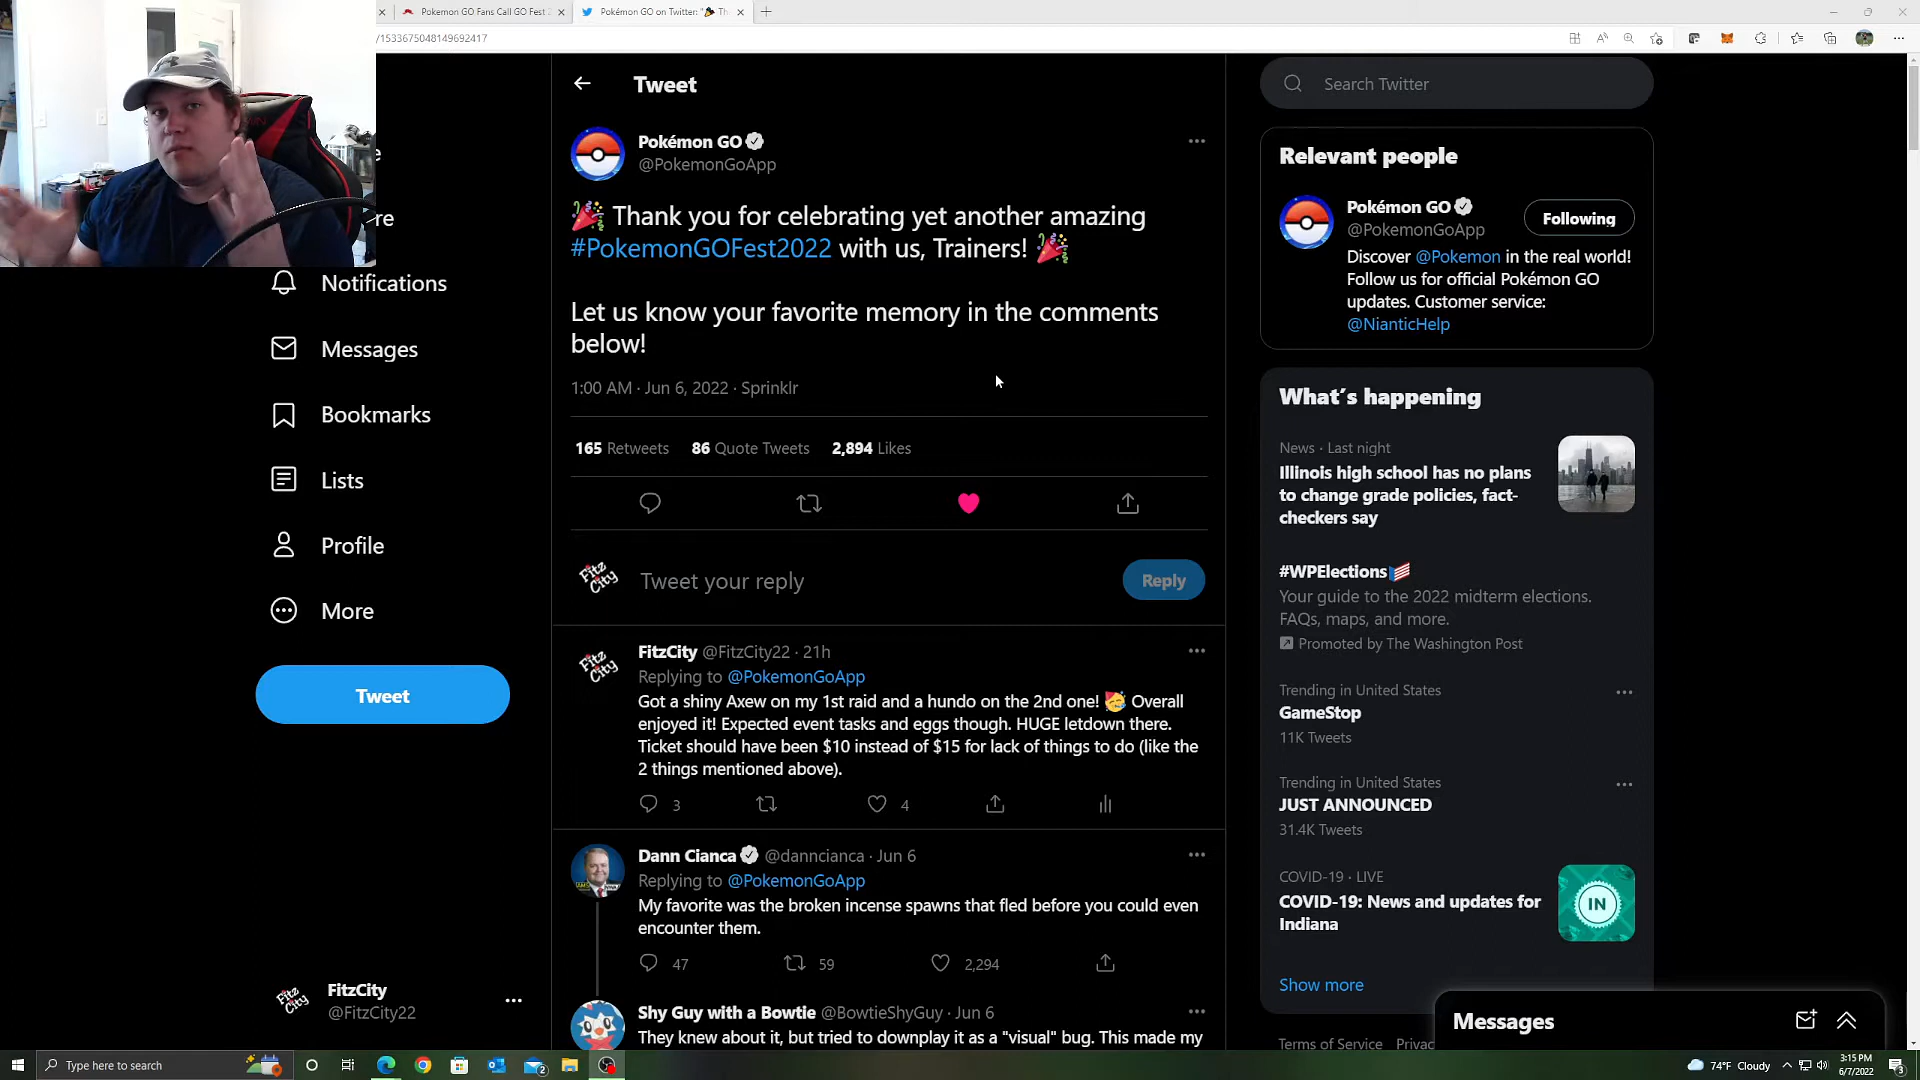 Pokemon GO Fans Call GO Fest 2
Pokémon GO on Twitter: "🎉 Th
/1533675048149692417
Tweet
Search Twitter
Pokémon GO
@PokemonGoApp
🎉 Thank you for celebrating yet another amazing
#PokemonGOFest2022 with us, Trainers! 🎉
Let us know your favorite memory in the comments
below!
1:00 AM · Jun 6, 2022 · Sprinklr
165 Retweets 86 Quote Tweets 2,894 Likes
Fitz City
Tweet your reply
Reply
Fitz City
FitzCity @FitzCity22 · 21h
Replying to @PokemonGoApp
Got a shiny Axew on my 1st raid and a hundo on the 2nd one! 🥳 Overall
enjoyed it! Expected event tasks and eggs though. HUGE letdown there.
Ticket should have been $10 instead of $15 for lack of things to do (like the
2 things mentioned above).
3 4
Dann Cianca @danncianca · Jun 6
Replying to @PokemonGoApp
My favorite was the broken incense spawns that fled before you could even
encounter them.
47 59 2,294
Shy Guy with a Bowtie @BowtieShyGuy · Jun 6
They knew about it, but tried to downplay it as a "visual" bug. This made my
e
re
Notifications
Messages
Bookmarks
Lists
Profile
More
Tweet
Fitz City
FitzCity
@FitzCity22
Relevant people
Pokémon GO
@PokemonGoApp
Following
Discover @Pokemon in the real world!
Follow us for official Pokémon GO
updates. Customer service:
@NianticHelp
What's happening
News · Last night
Illinois high school has no plans
to change grade policies, fact-
checkers say
#WPElections
Your guide to the 2022 midterm elections.
FAQs, maps, and more.
Promoted by The Washington Post
Trending in United States
GameStop
11K Tweets
Trending in United States
JUST ANNOUNCED
31.4K Tweets
COVID-19 · LIVE
COVID-19: News and updates for
Indiana
IN
Show more
Terms of Service Privac
Messages
Type here to search
2
74°F Cloudy
3:15 PM
6/7/2022
3